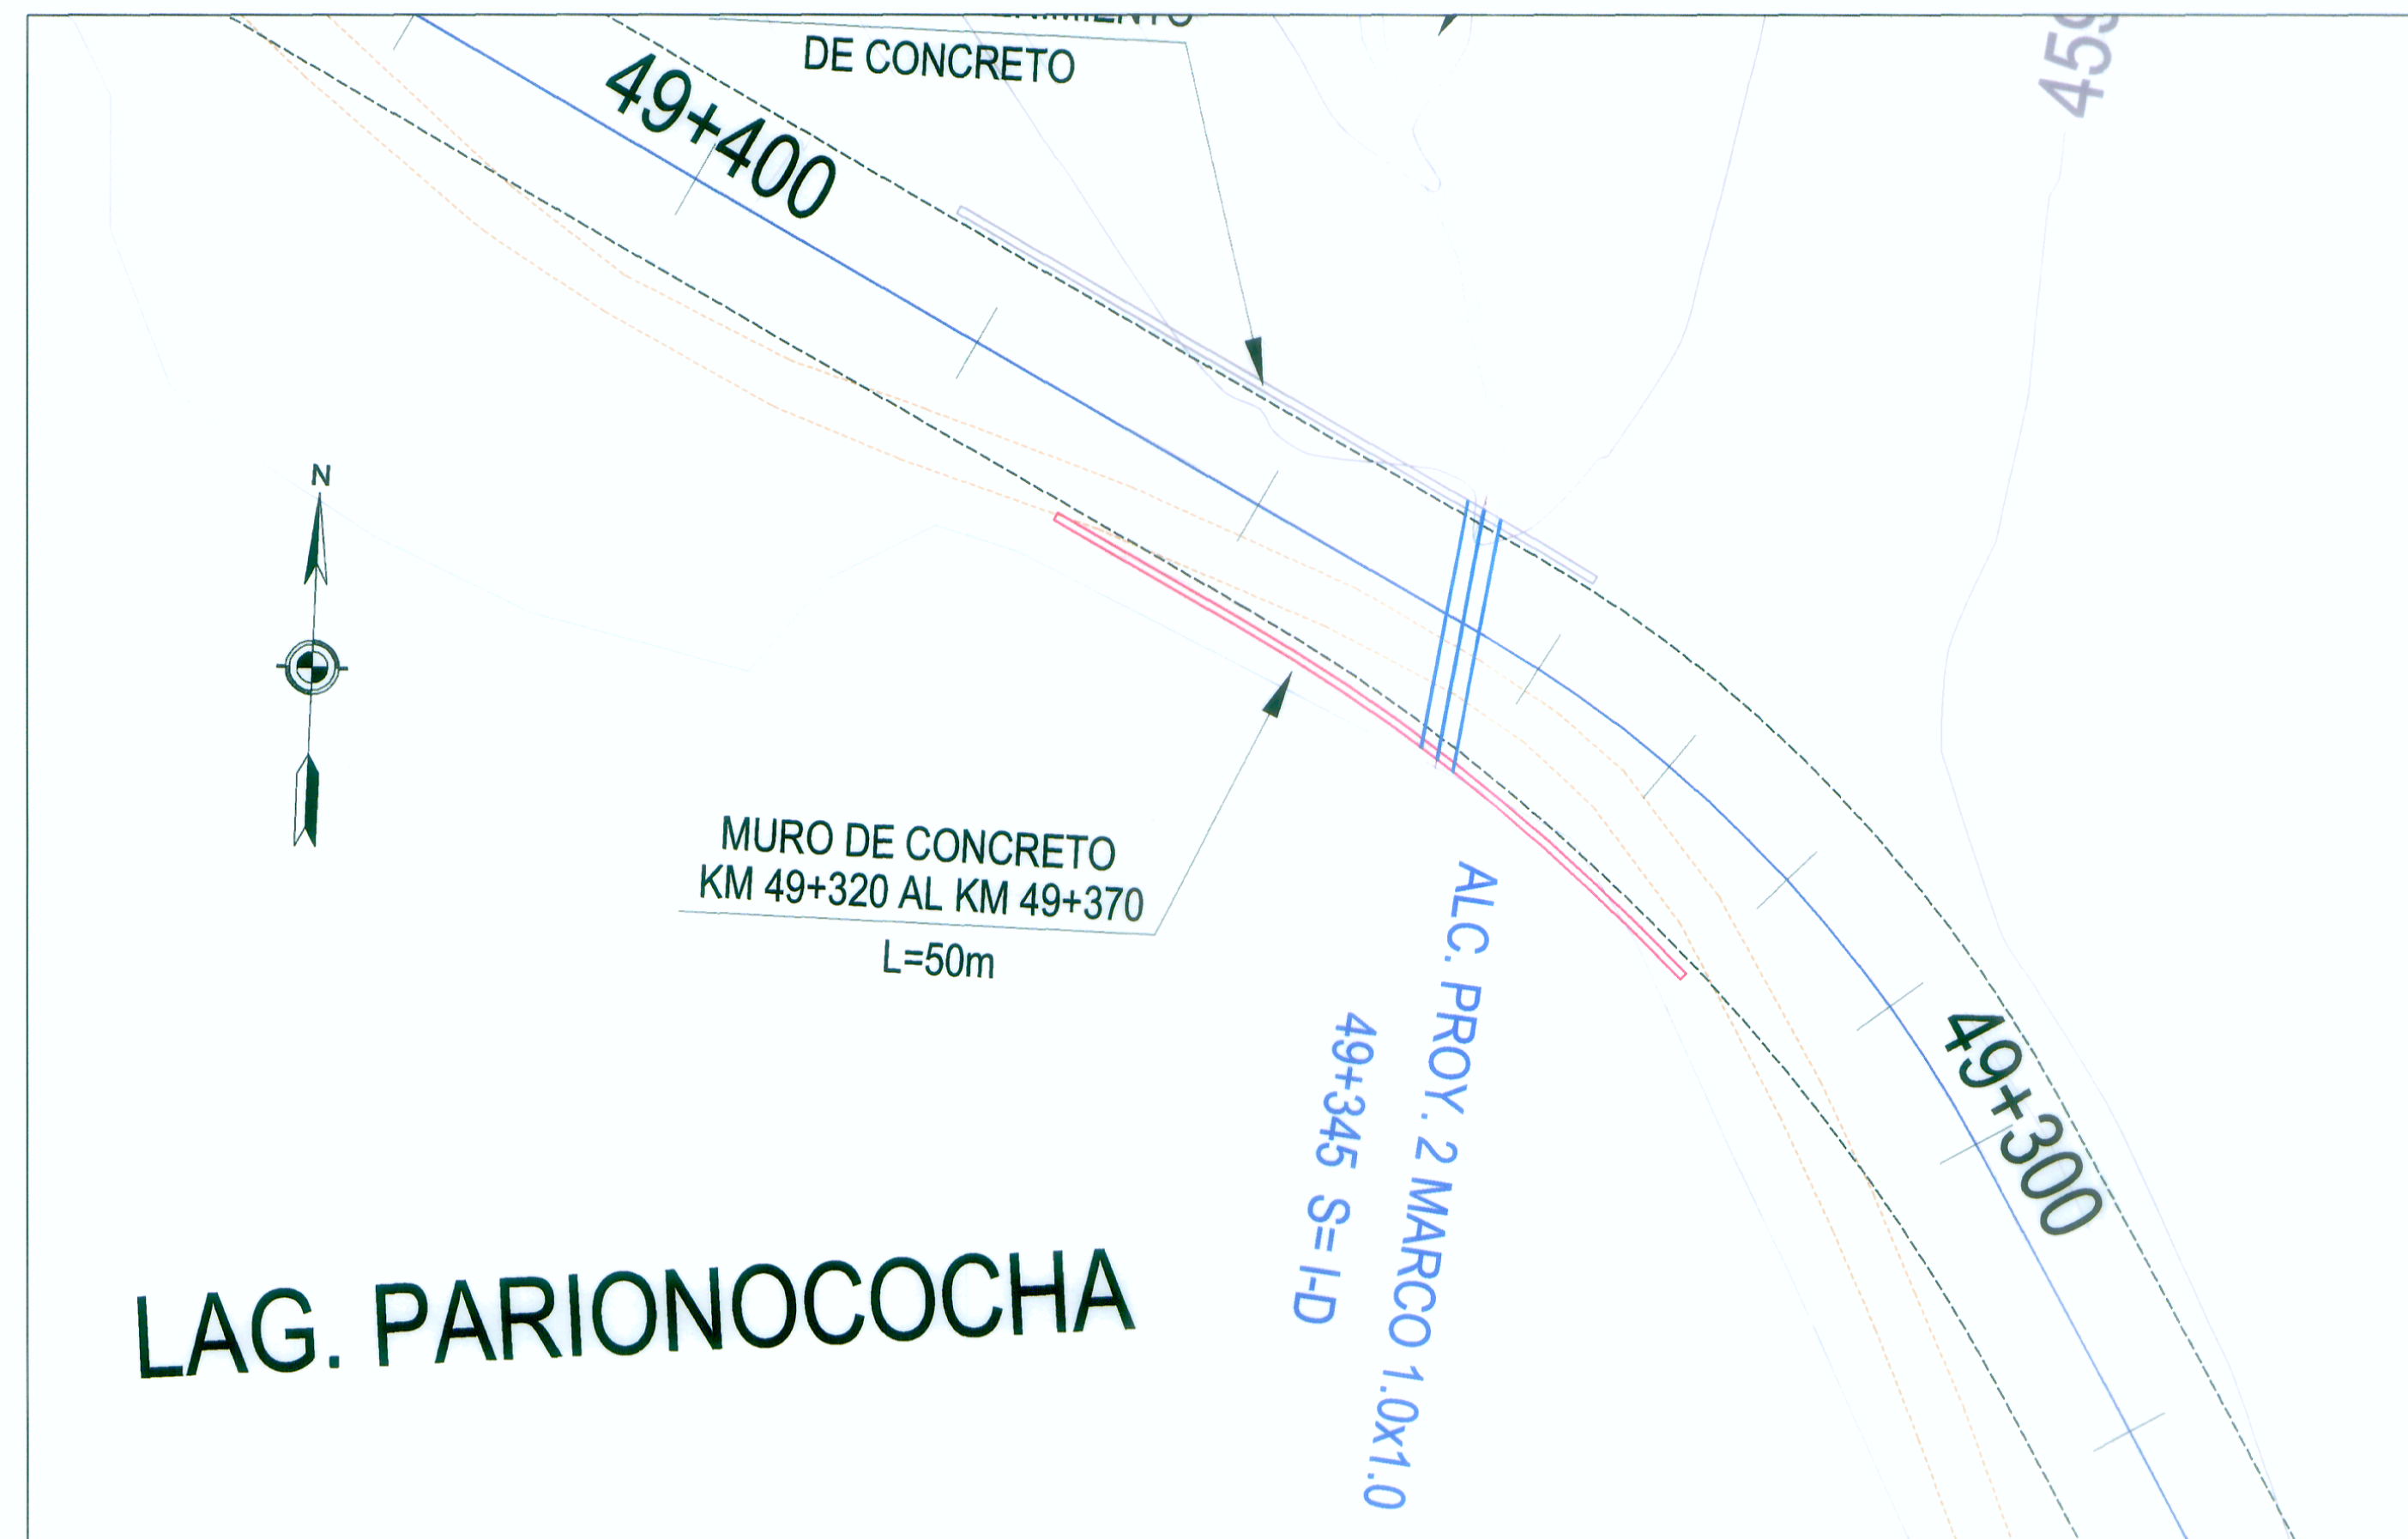 DE CONCRETO
459
49+400
N
MURO DE CONCRETO
KM 49+320 AL KM 49+370
L=50m
ALC. PROY. 2 MARCO 1.0x1.0
49+345 S= I-D
49+300
LAG. PARIONOCOCHA